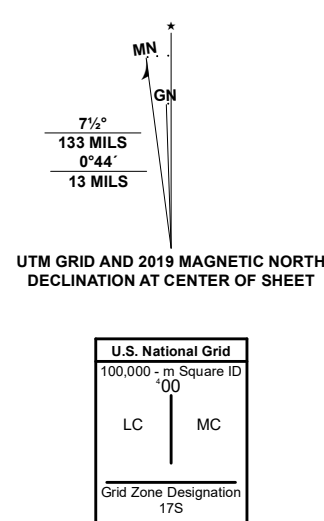 ★
MN
GN
7½°
133 MILS
0°44´
13 MILS
UTM GRID AND 2019 MAGNETIC NORTH
DECLINATION AT CENTER OF SHEET
U.S. National Grid
100,000 - m Square ID
⁴00
LC MC
Grid Zone Designation
17S